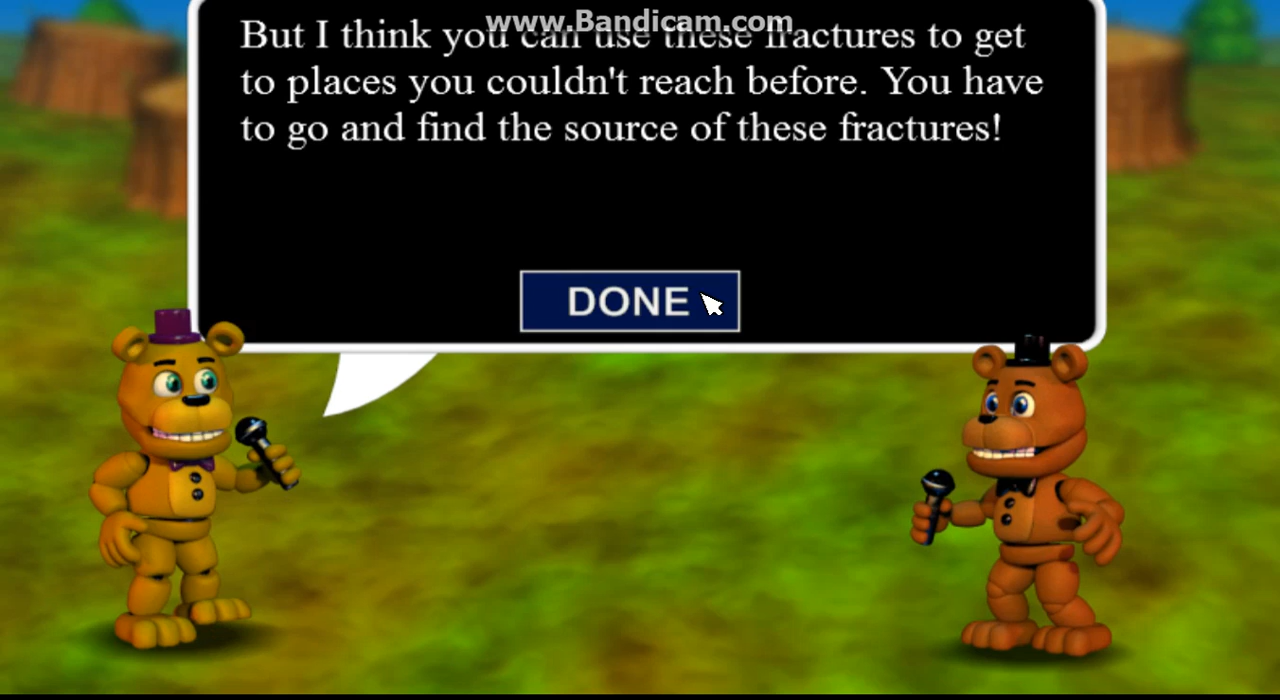 www.Bandicam.com
But I think you can use these fractures to get
to places you couldn't reach before. You have
to go and find the source of these fractures!
DONE